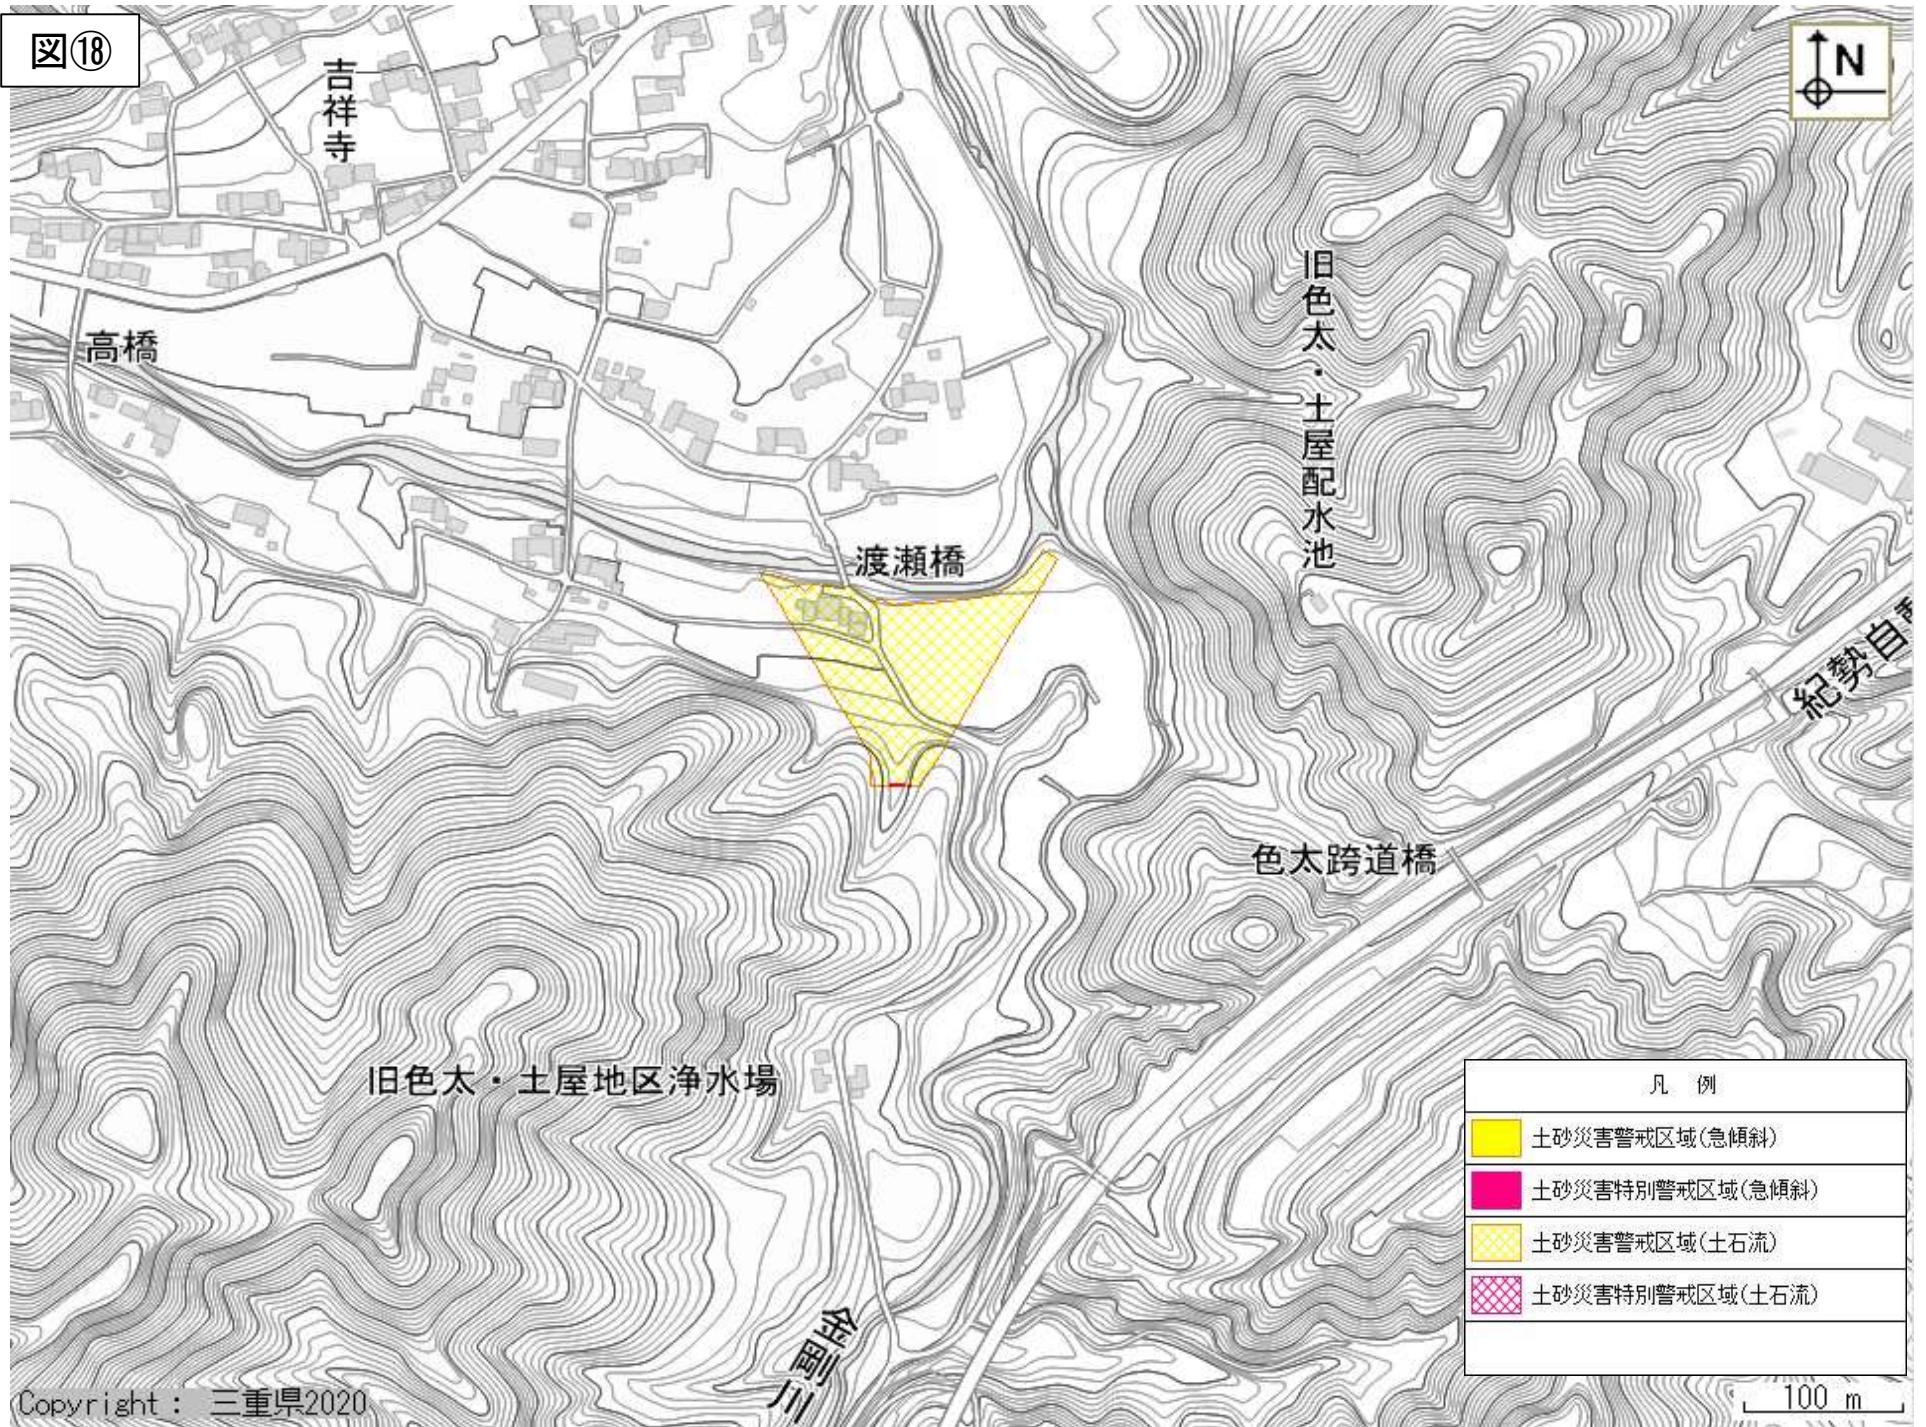 図⑱
N
吉祥寺
高橋
旧色太・土屋配水池
渡瀬橋
紀勢自
色太跨道橋
旧色太・土屋地区浄水場
金剛川
凡 例
土砂災害警戒区域(急傾斜)
土砂災害特別警戒区域(急傾斜)
土砂災害警戒区域(土石流)
土砂災害特別警戒区域(土石流)
100 m
Copyright : 三重県2020